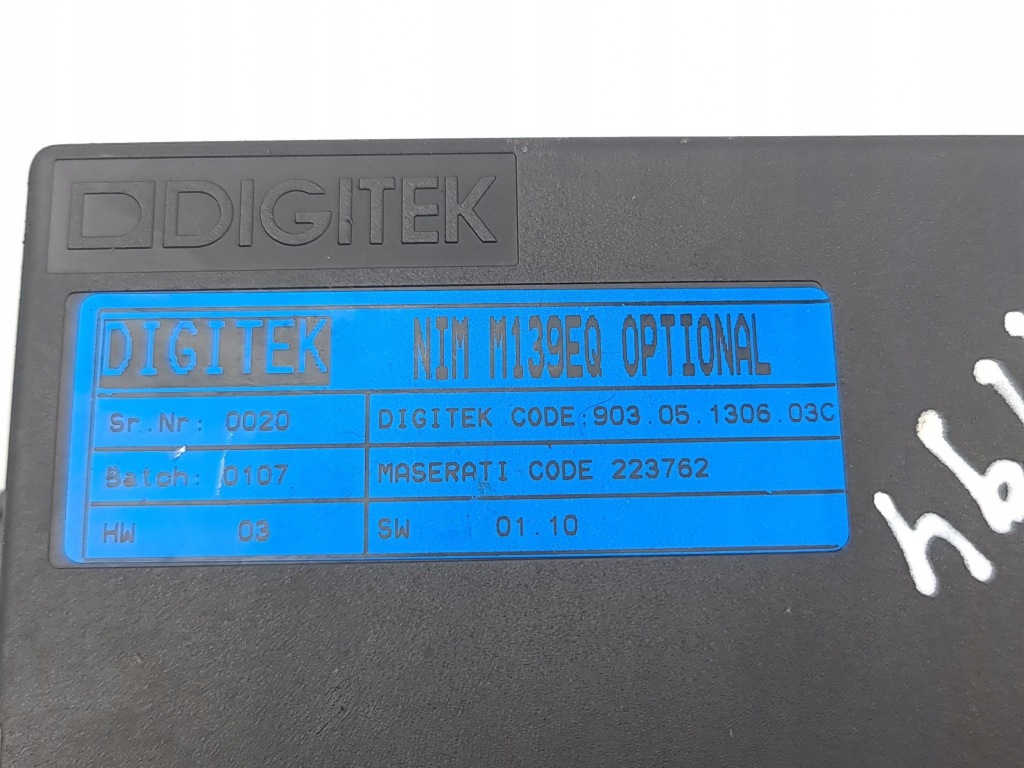 DIGITEK
DIGITEK NIM M139EQ OPTIONAL
Sr.Nr: 0020 DIGITEK CODE:903.05.1306.03C
Batch: 0107 MASERATI CODE 223762
HW 03 SW 01.10